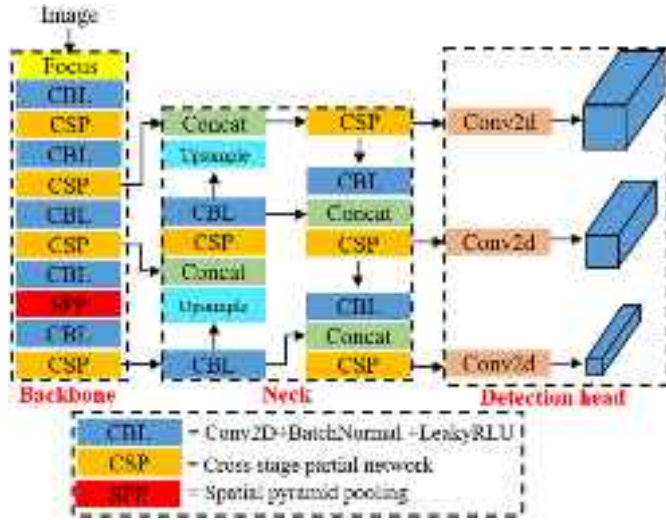 Image
Focus
CBL
CSP
CBL
CSP
CBL
CSP
CBL
SPP
CBL
CSP
Backbone
Concat
Upsample
CBL
CSP
Concat
Upsample
CBL
CSP
CBL
Concat
CSP
CBL
Concat
CSP
Neck
Conv2d
Conv2d
Conv2d
Detection head
CBL = Conv2D+BatchNormal +LeakyRLU
CSP = Cross stage partial network
SPP = Spatial pyramid pooling